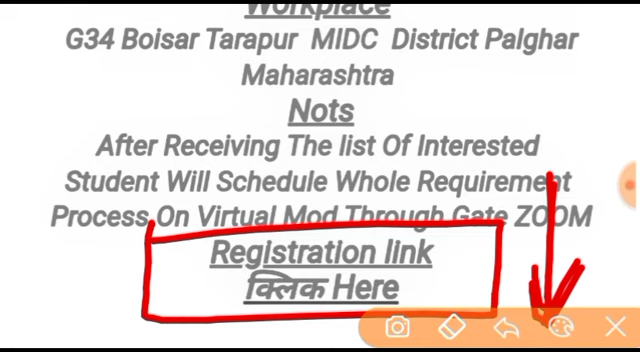 Workplace
G34 Boisar Tarapur MIDC District Palghar
Maharashtra
Nots
After Receiving The list Of Interested
Student Will Schedule Whole Requirement
Process On Virtual Mod Through Gate ZOOM
Registration link
क्लिक Here